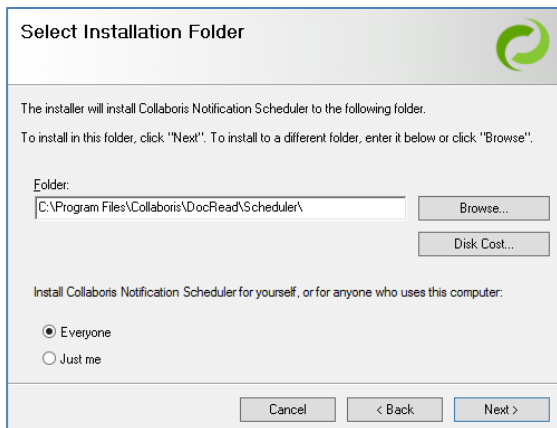 Select Installation Folder
The installer will install Collaboris Notification Scheduler to the following folder.
To install in this folder, click "Next". To install to a different folder, enter it below or click "Browse".
Folder:
C:\Program Files\Collaboris\DocRead\Scheduler\
Browse...
Disk Cost...
Install Collaboris Notification Scheduler for yourself, or for anyone who uses this computer:
Everyone
Just me
Cancel
< Back
Next >